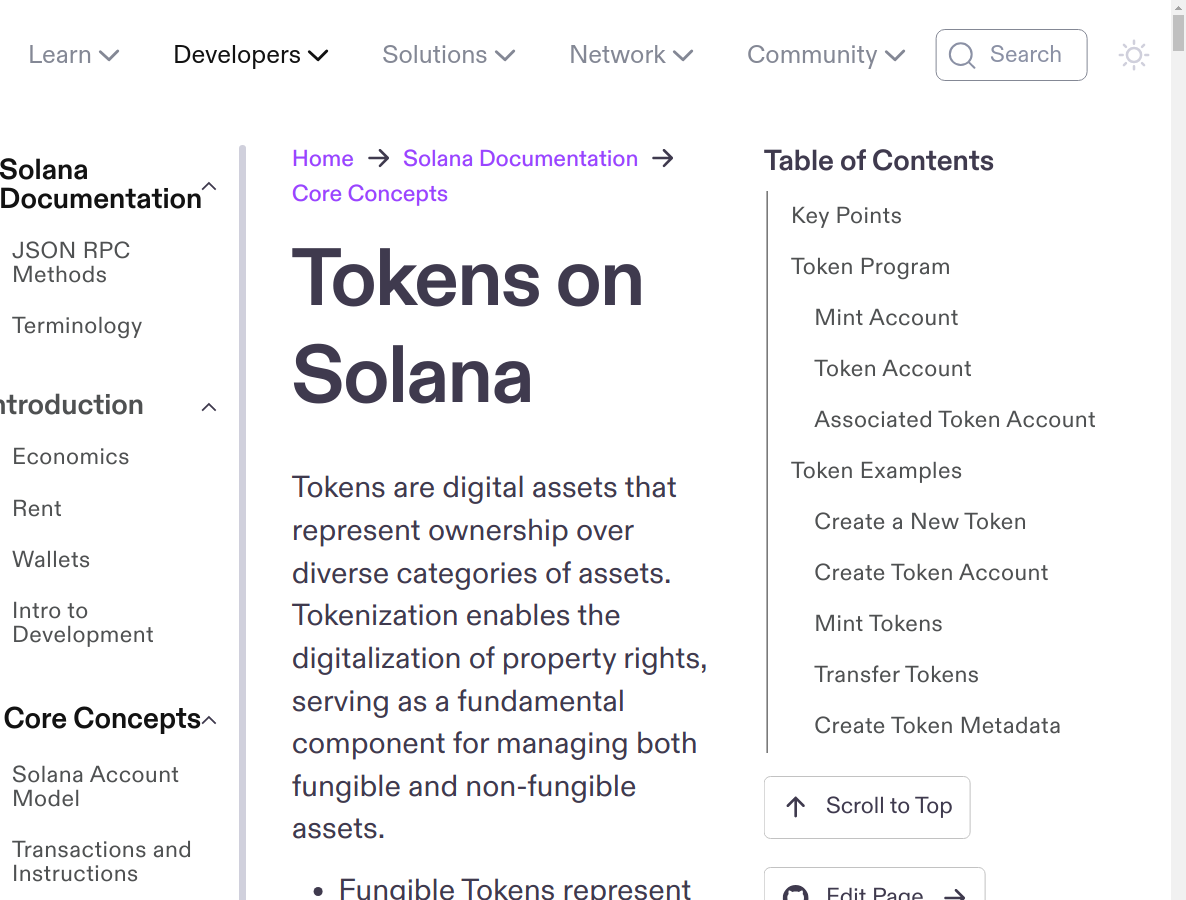 Learn
Developers
Solutions
Network
Community
Search
Solana
Documentation
JSON RPC
Methods
Terminology
ntroduction
Economics
Rent
Wallets
Intro to
Development
Core Concepts
Solana Account
Model
Transactions and
Instructions
Home → Solana Documentation →
Core Concepts
Tokens on
Solana
Tokens are digital assets that
represent ownership over
diverse categories of assets.
Tokenization enables the
digitalization of property rights,
serving as a fundamental
component for managing both
fungible and non-fungible
assets.
• Fungible Tokens represent
Table of Contents
Key Points
Token Program
Mint Account
Token Account
Associated Token Account
Token Examples
Create a New Token
Create Token Account
Mint Tokens
Transfer Tokens
Create Token Metadata
↑ Scroll to Top
Edit Page →